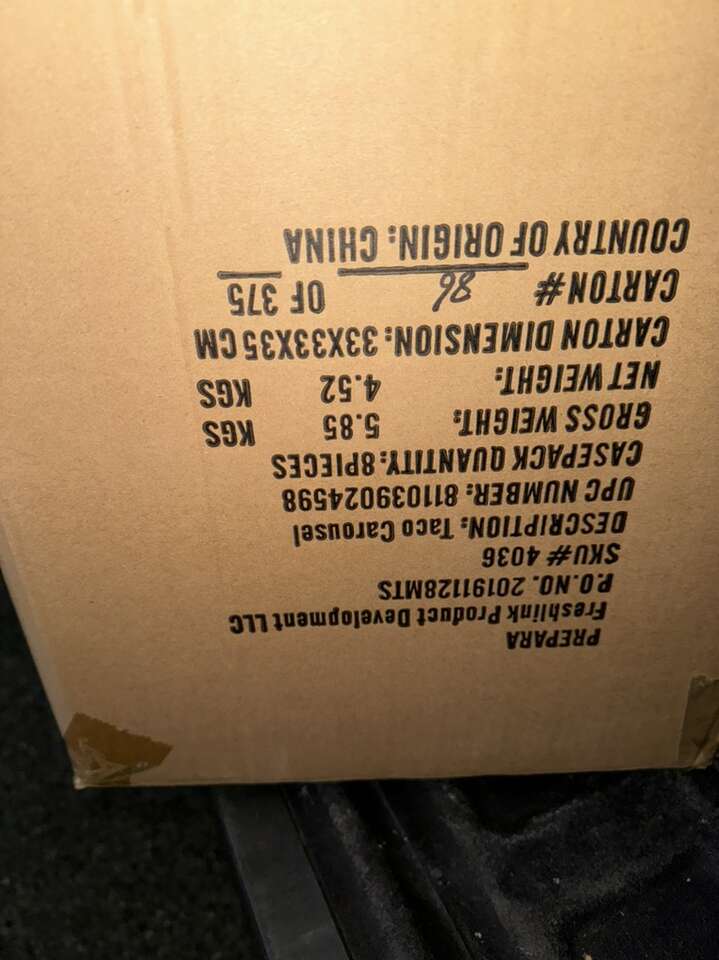 PREPARA
Freshlink Product Development LLC
P.O.NO. 20191128MTS
SKU# 4036
DESCRIPTION: Taco Carousel
UPC NUMBER: 811039024598
CASEPACK QUANTITY: 8PIECES
GROSS WEIGHT: 5.85 KGS
NET WEIGHT: 4.52 KGS
CARTON DIMENSION: 33X33X35 CM
CARTON # 86 OF 375
COUNTRY OF ORIGIN: CHINA